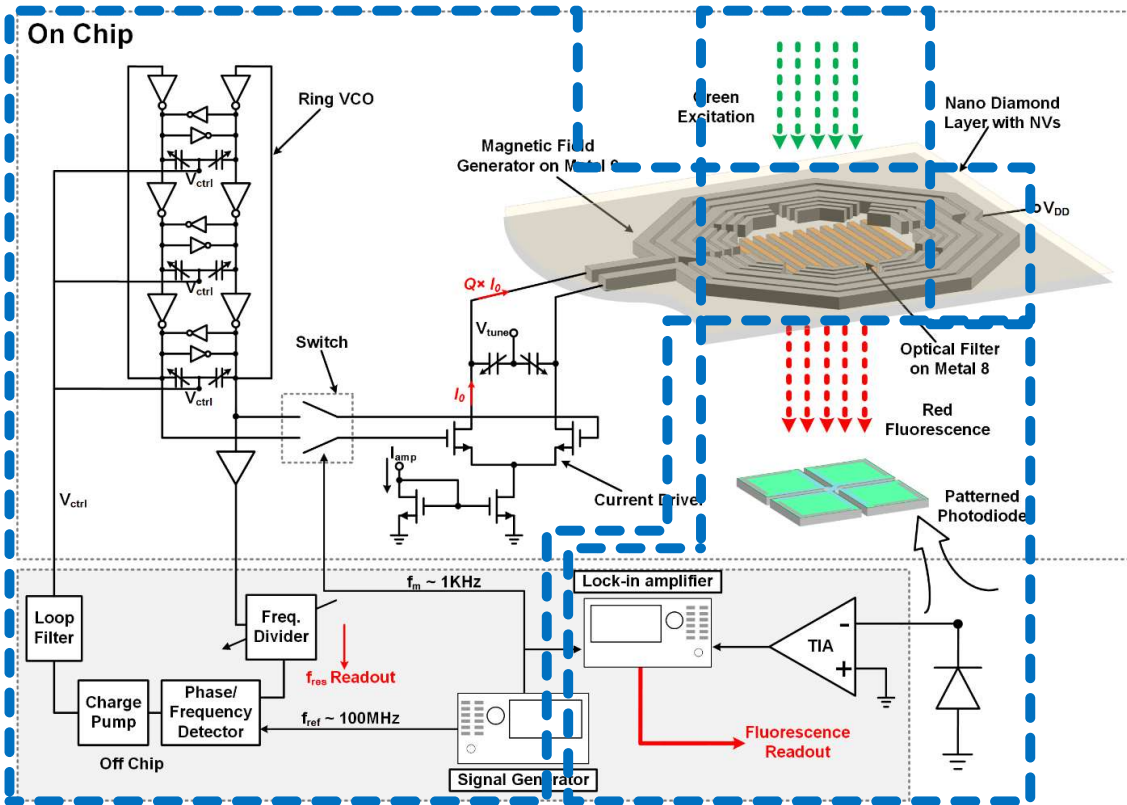 On Chip
Ring VCO
Green
Excitation
Nano Diamond
Layer with NVs
Magnetic Field
Generator on Metal 8
Vctrl
VDD
Vctrl
Q× I0
Vtune
Switch
Optical Filter
on Metal 8
Vctrl
I0
Red
Fluorescence
Iamp
Vctrl
Current Driver
Patterned
Photodiode
fm ~ 1KHz
Lock-in amplifier
Loop
Filter
Freq.
Divider
TIA
-
+
fres Readout
Charge
Pump
Phase/
Frequency
Detector
fref ~ 100MHz
Fluorescence
Readout
Off Chip
Signal Generator